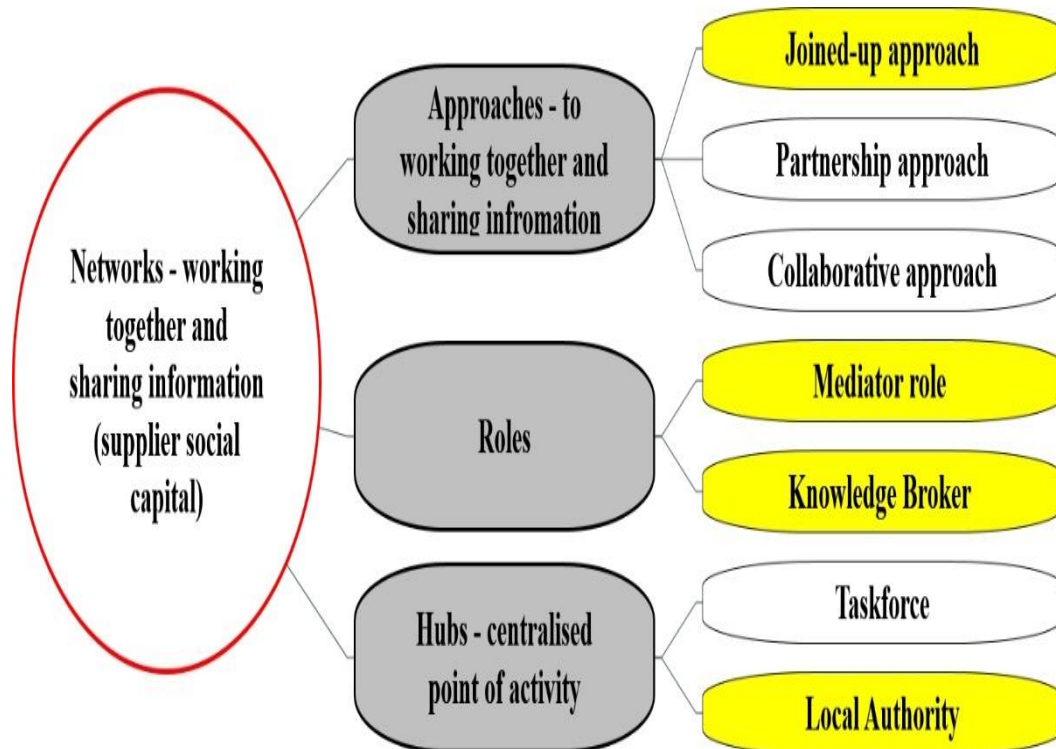 Networks - working
together and
sharing information
(supplier social
capital)
Approaches - to
working together and
sharing infromation
Joined-up approach
Partnership approach
Collaborative approach
Roles
Mediator role
Knowledge Broker
Hubs - centralised
point of activity
Taskforce
Local Authority